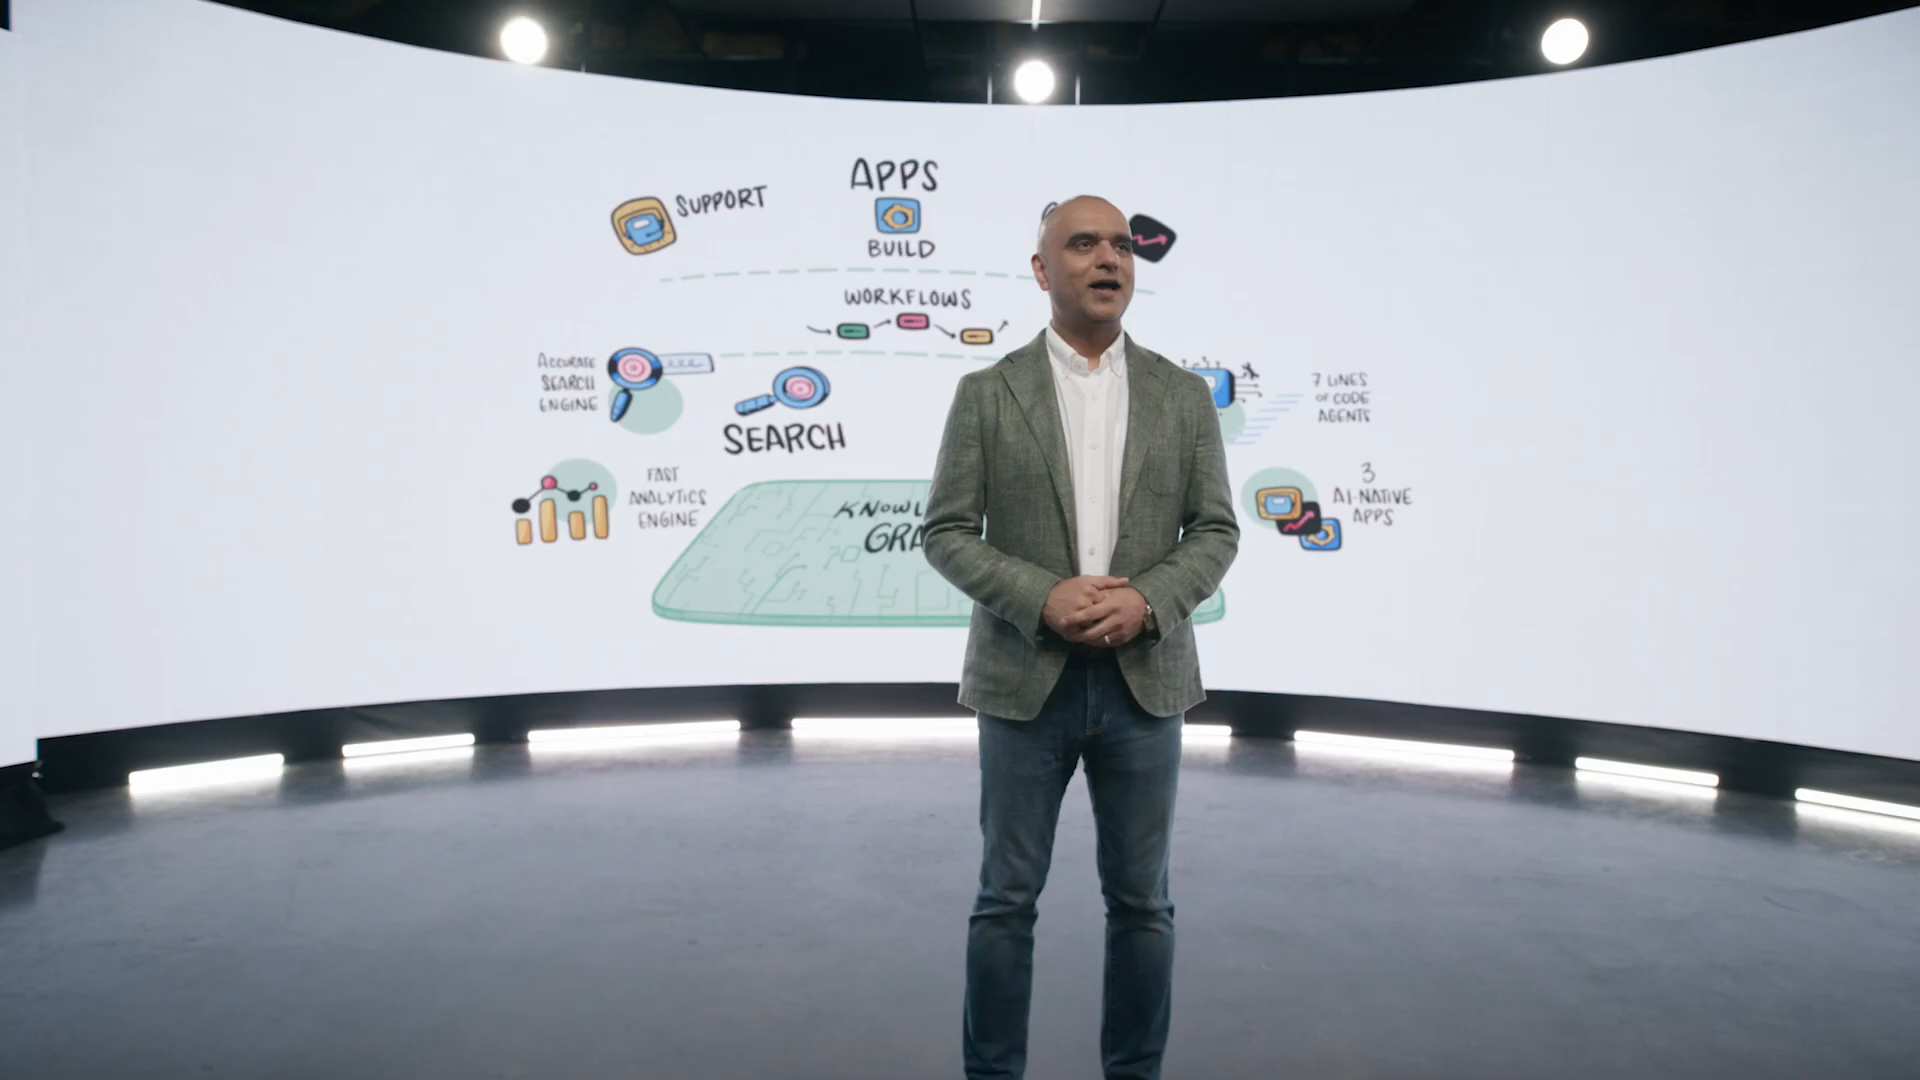 APPS
SUPPORT
BUILD
WORKFLOWS
ACCURATE
SEARCH
ENGINE
SEARCH
7 LINES
OF CODE
AGENTS
FAST
ANALYTICS
ENGINE
3
AI-NATIVE
APPS